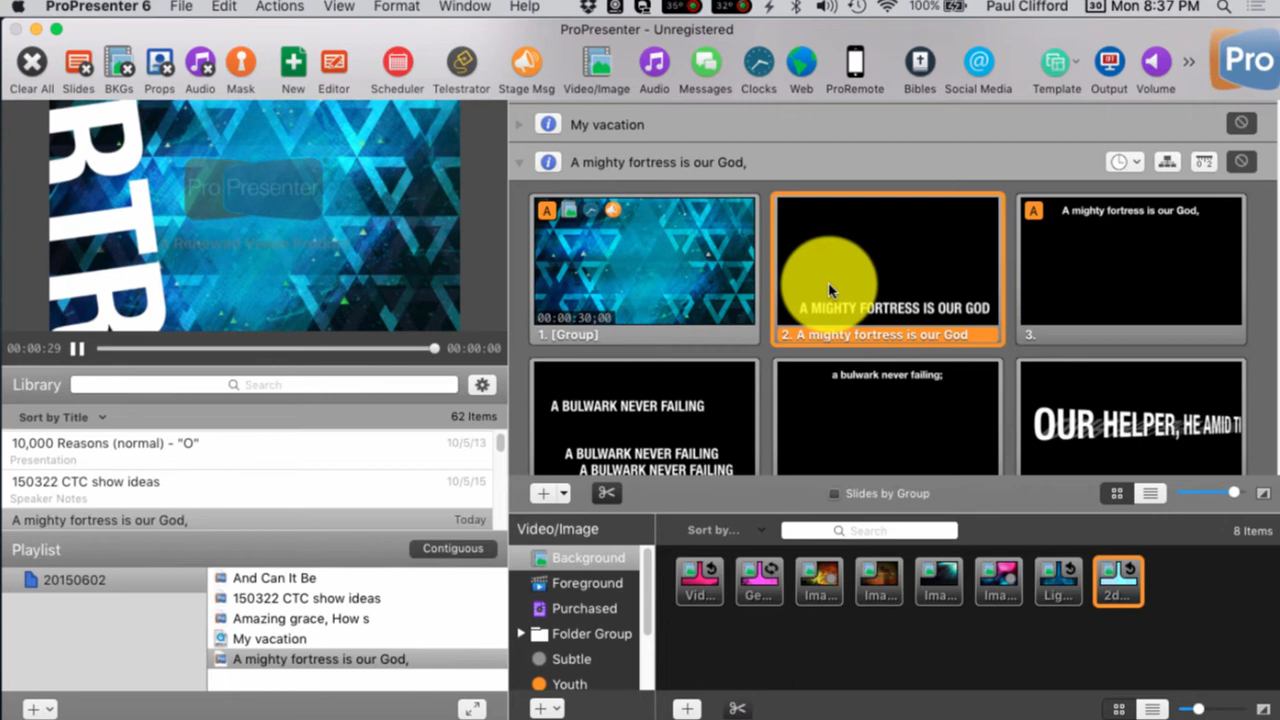 ProPresenter 6 File Edit Actions View Format Window Help 35° 32° 100% Paul Clifford 30 Mon 8:37 PM
ProPresenter - Unregistered
Clear All Slides BKGs Props Audio Mask New Editor Scheduler Telestrator Stage Msg Video/Image Audio Messages Clocks Web ProRemote Bibles Social Media Template Output Volume
Pro
RTR
Pro Presenter
A Renewed Vision Product
00:00:29 00:00:00
Library Search
Sort by Title 62 Items
10,000 Reasons (normal) - "O" 10/5/13
Presentation
150322 CTC show ideas 10/5/15
Speaker Notes
A mighty fortress is our God, Today
Playlist Contiguous
20150602
And Can It Be
150322 CTC show ideas
Amazing grace, How s
My vacation
A mighty fortress is our God,
My vacation
A mighty fortress is our God,
A
00:00:30;00
1. [Group]
A MIGHTY FORTRESS IS OUR GOD
2. A mighty fortress is our God
A
A mighty fortress is our God,
3.
A BULWARK NEVER FAILING
A BULWARK NEVER FAILING
A BULWARK NEVER FAILING
a bulwark never failing;
OUR HELPER, HE AMID T
Slides by Group
Video/Image
Background
Foreground
Purchased
Folder Group
Subtle
Youth
Sort by... Search 8 Items
Vid... Ge... Ima... Ima... Ima... Ima... Lig... 2d...